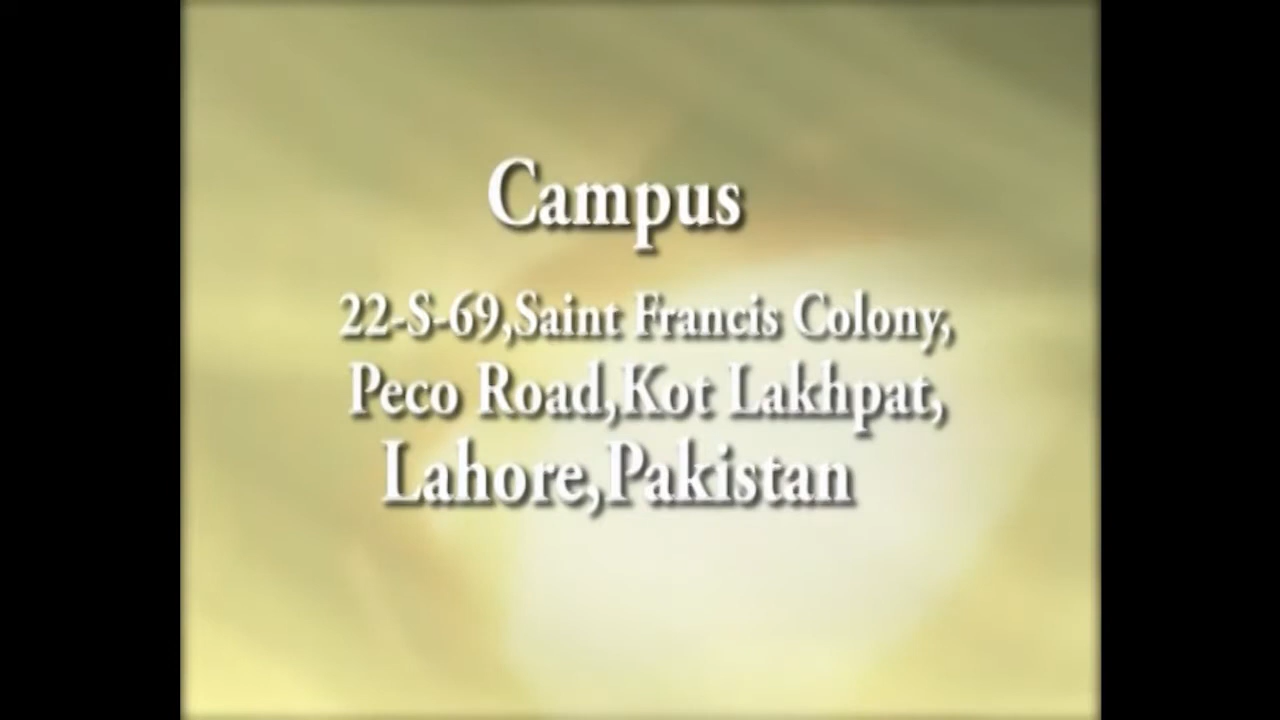 Campus
22-S-69,Saint Francis Colony,
Peco Road,Kot Lakhpat,
Lahore,Pakistan